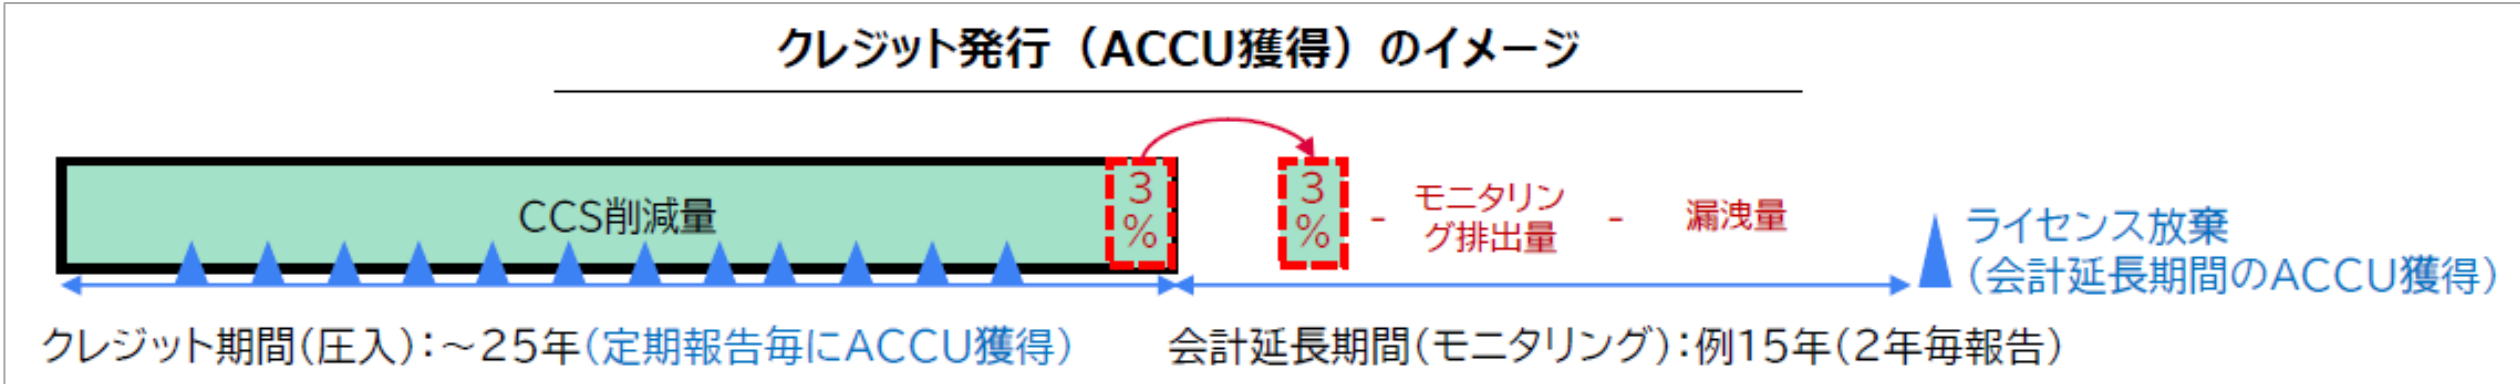 クレジット発行（ACCU獲得）のイメージ
CCS削減量
3
%
3
%
-
モニタリン
グ排出量
-
漏洩量
ライセンス放棄
（会計延長期間のACCU獲得）
クレジット期間(圧入)：～25年(定期報告毎にACCU獲得)
会計延長期間(モニタリング)：例15年(2年毎報告)